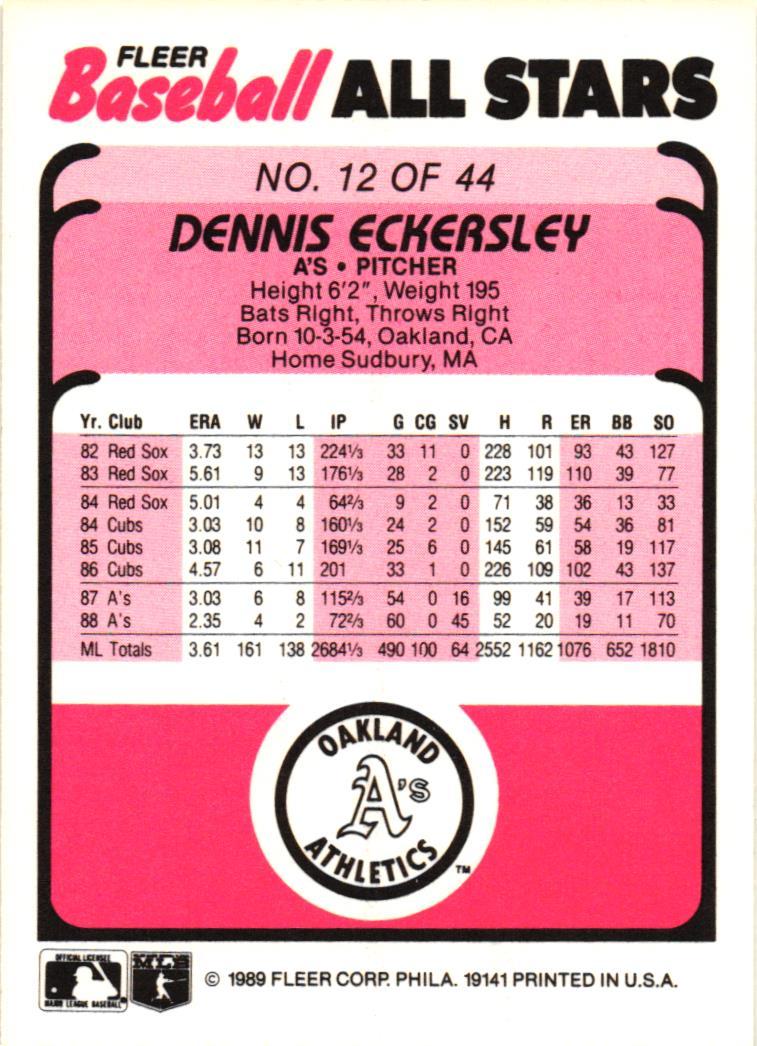 FLEER
Baseball ALL STARS
NO. 12 OF 44
DENNIS ECKERSLEY
A'S • PITCHER
Height 6'2", Weight 195
Bats Right, Throws Right
Born 10-3-54, Oakland, CA
Home Sudbury, MA
Yr. Club ERA W L IP G CG SV H R ER BB SO
82 Red Sox 3.73 13 13 224⅓ 33 11 0 228 101 93 43 127
83 Red Sox 5.61 9 13 176⅓ 28 2 0 223 119 110 39 77
84 Red Sox 5.01 4 4 64⅔ 9 2 0 71 38 36 13 33
84 Cubs 3.03 10 8 160⅓ 24 2 0 152 59 54 36 81
85 Cubs 3.08 11 7 169⅓ 25 6 0 145 61 58 19 117
86 Cubs 4.57 6 11 201 33 1 0 226 109 102 43 137
87 A's 3.03 6 8 115⅔ 54 0 16 99 41 39 17 113
88 A's 2.35 4 2 72⅔ 60 0 45 52 20 19 11 70
ML Totals 3.61 161 138 2684⅓ 490 100 64 2552 1162 1076 652 1810
OAKLAND
A's
ATHLETICS
TM
OFFICIAL LICENSEE
MAJOR LEAGUE BASEBALL
MLB
© 1989 FLEER CORP. PHILA. 19141 PRINTED IN U.S.A.